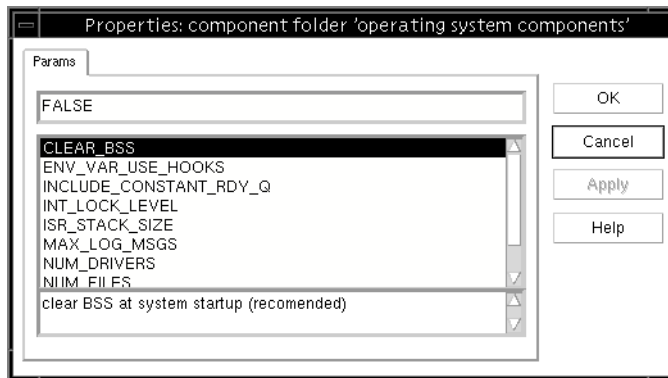 Properties: component folder 'operating system components'
Params
FALSE
CLEAR_BSS
ENV_VAR_USE_HOOKS
INCLUDE_CONSTANT_RDY_Q
INT_LOCK_LEVEL
ISR_STACK_SIZE
MAX_LOG_MSGS
NUM_DRIVERS
NUM_FILES
clear BSS at system startup (recomended)
OK
Cancel
Apply
Help